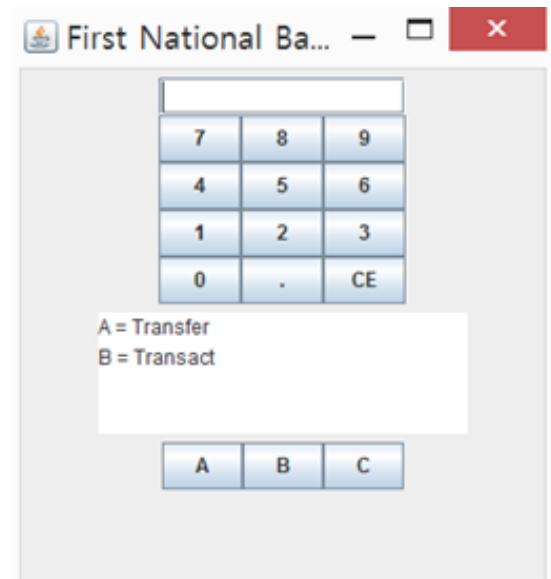 First National Ba...
7 8 9
4 5 6
1 2 3
0 . CE
A = Transfer
B = Transact
A B C